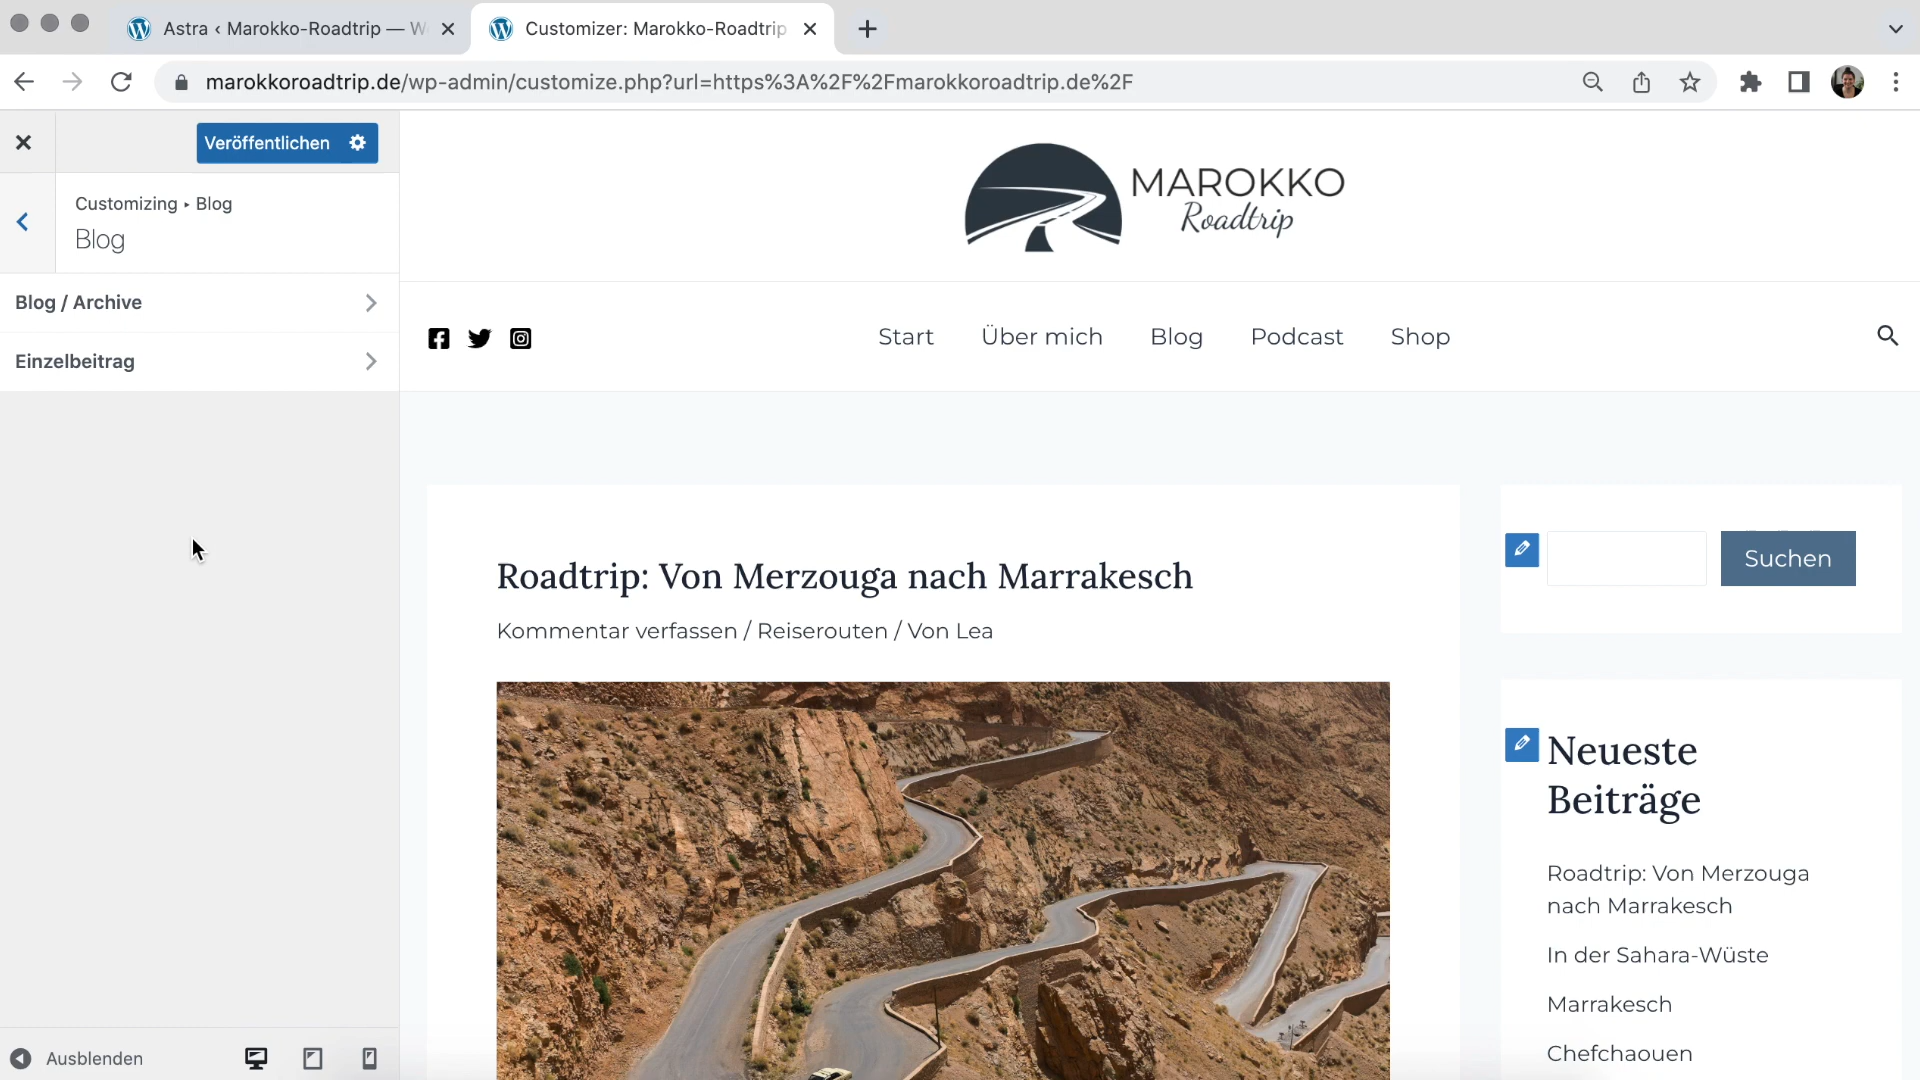 Astra ‹ Marokko-Roadtrip — W
Customizer: Marokko-Roadtrip
marokkoroadtrip.de/wp-admin/customize.php?url=https%3A%2F%2Fmarokkoroadtrip.de%2F
Veröffentlichen
Customizing ▸ Blog
Blog
Blog / Archive
Einzelbeitrag
Ausblenden
MAROKKO
Roadtrip
Start Über mich Blog Podcast Shop
Roadtrip: Von Merzouga nach Marrakesch
Kommentar verfassen / Reiserouten / Von Lea
Suchen
Neueste
Beiträge
Roadtrip: Von Merzouga
nach Marrakesch
In der Sahara-Wüste
Marrakesch
Chefchaouen